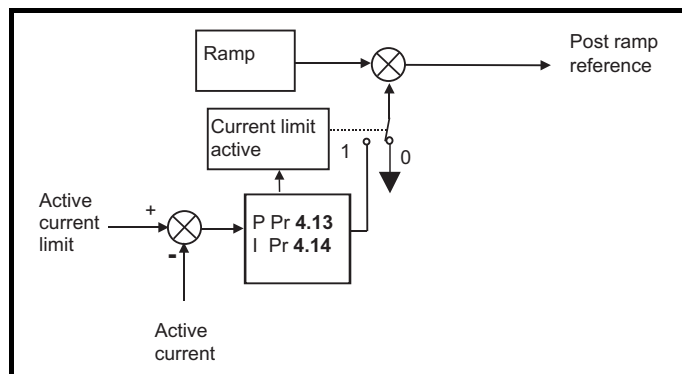 Ramp
Post ramp
reference
Current limit
active
1
0
Active
current
limit
+
-
P Pr 4.13
I Pr 4.14
Active
current